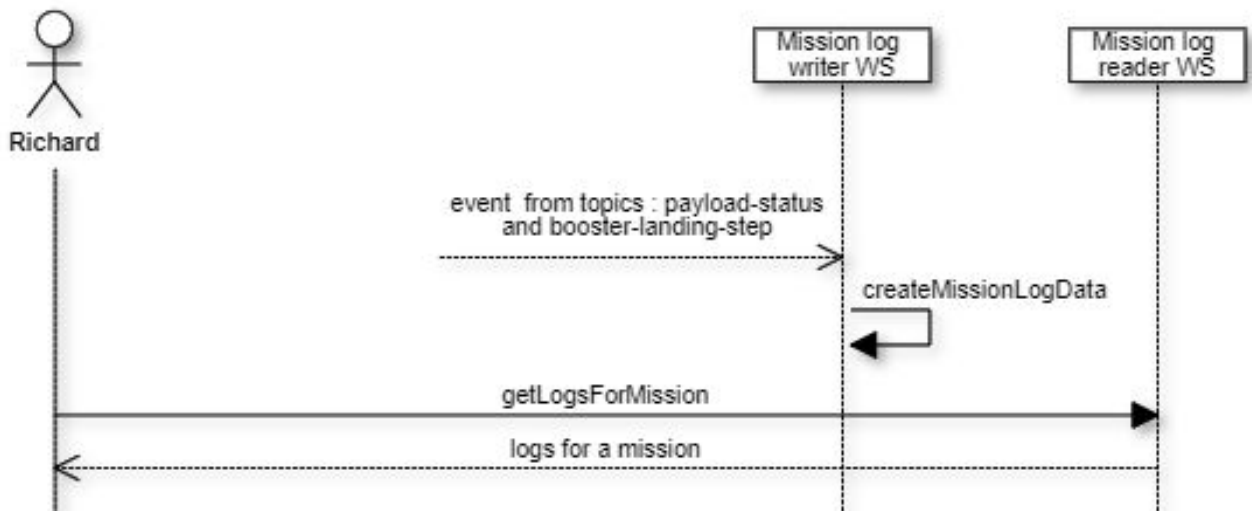 Mission log
writer WS
Mission log
reader WS
Richard
event from topics : payload-status
and booster-landing-step
createMissionLogData
getLogsForMission
logs for a mission